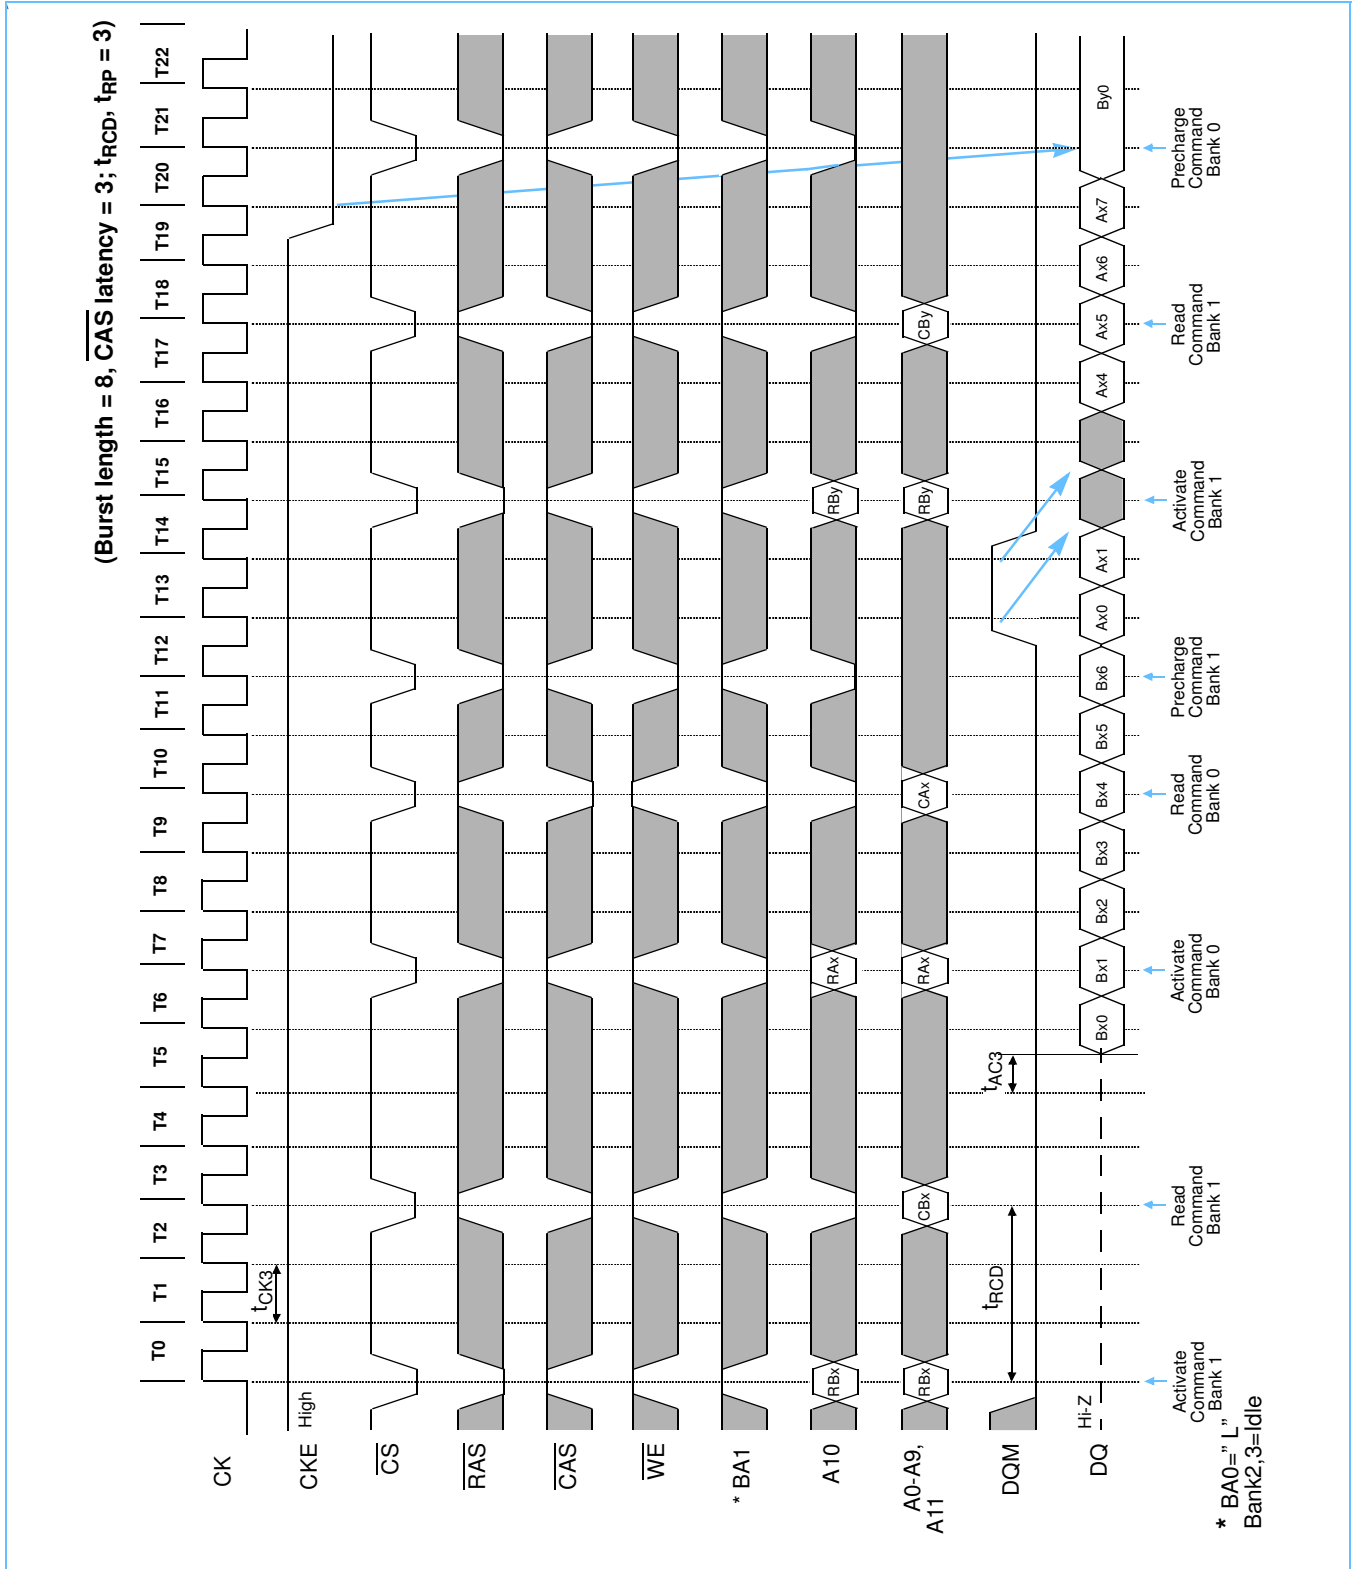 (Burst length = 8, CAS latency = 3; tRCD, tRP = 3)
T0 T1 T2 T3 T4 T5 T6 T7 T8 T9 T10 T11 T12 T13 T14 T15 T16 T17 T18 T19 T20 T21 T22
CK
tCK3
CKE
High
CS
RAS
CAS
WE
* BA1
A10
RBx RAx RBy
A0-A9,
A11
RBx CBx RAx CAx RBy CBy
DQM
tRCD
tAC3
DQ
Hi-Z
Bx0 Bx1 Bx2 Bx3 Bx4 Bx5 Bx6 Ax0 Ax1 Ax4 Ax5 Ax6 Ax7 By0
Activate
Command
Bank 1
Read
Command
Bank 1
Activate
Command
Bank 0
Read
Command
Bank 0
Precharge
Command
Bank 1
Activate
Command
Bank 1
Read
Command
Bank 1
Precharge
Command
Bank 0
* BA0=” L”
Bank2,3=Idle